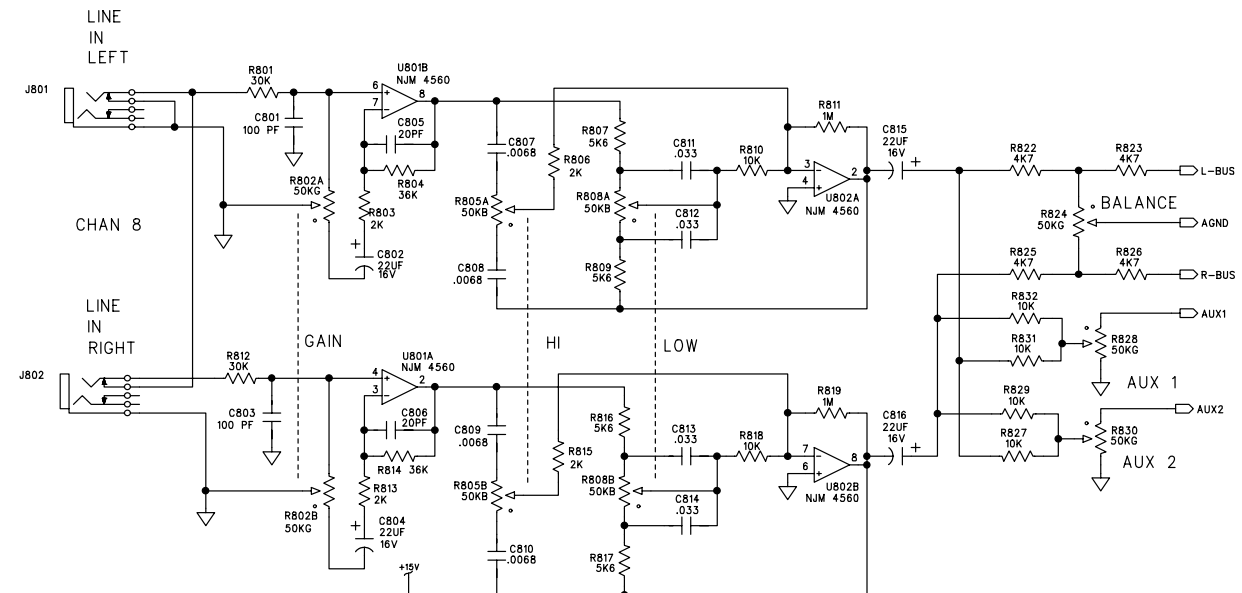 LINE
IN
LEFT
J801
R801
30K
C801
100 PF
U801B
NJM 4560
6
7
8
+
-
C805
20PF
R804
36K
R802A
50KG
R803
2K
+
C802
22UF
16V
CHAN 8
GAIN
C807
.0068
R806
2K
R805A
50KB
C808
.0068
HI
R807
5K6
C811
.033
R810
10K
R808A
50KB
C812
.033
R809
5K6
LOW
R811
1M
3
4
2
-
+
U802A
NJM 4560
C815
22UF
16V
+
R822
4K7
R823
4K7
L-BUS
BALANCE
R824
50KG
AGND
R825
4K7
R826
4K7
R-BUS
R832
10K
R831
10K
AUX1
R828
50KG
AUX 1
R829
10K
R827
10K
AUX2
R830
50KG
AUX 2
LINE
IN
RIGHT
J802
R812
30K
C803
100 PF
U801A
NJM 4560
4
3
2
+
-
C806
20PF
R814 36K
R813
2K
R802B
50KG
+
C804
22UF
16V
+15V
C809
.0068
R815
2K
R805B
50KB
C810
.0068
R816
5K6
C813
.033
R818
10K
R808B
50KB
C814
.033
R817
5K6
R819
1M
7
6
8
-
+
U802B
NJM 4560
C816
22UF
16V
+